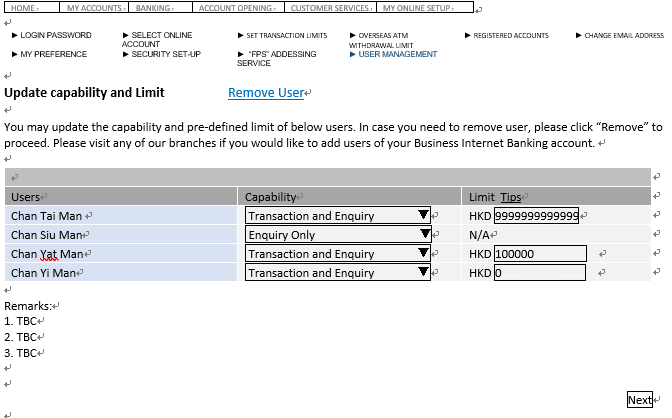 HOME› MY ACCOUNTS› BANKING› ACCOUNT OPENING› CUSTOMER SERVICES› MY ONLINE SETUP›
► LOGIN PASSWORD ► SELECT ONLINE ACCOUNT ► SET TRANSACTION LIMITS ► OVERSEAS ATM WITHDRAWAL LIMIT ► REGISTERED ACCOUNTS ► CHANGE EMAIL ADDRESS
► MY PREFERENCE ► SECURITY SET-UP ► "FPS" ADDESSING SERVICE ► USER MANAGEMENT
Update capability and Limit Remove User
You may update the capability and pre-defined limit of below users. In case you need to remove user, please click “Remove” to
proceed. Please visit any of our branches if you would like to add users of your Business Internet Banking account.
Users Capability Limit Tips
Chan Tai Man Transaction and Enquiry HKD 9999999999999
Chan Siu Man Enquiry Only N/A
Chan Yat Man Transaction and Enquiry HKD 100000
Chan Yi Man Transaction and Enquiry HKD 0
Remarks:
1. TBC
2. TBC
3. TBC
Next